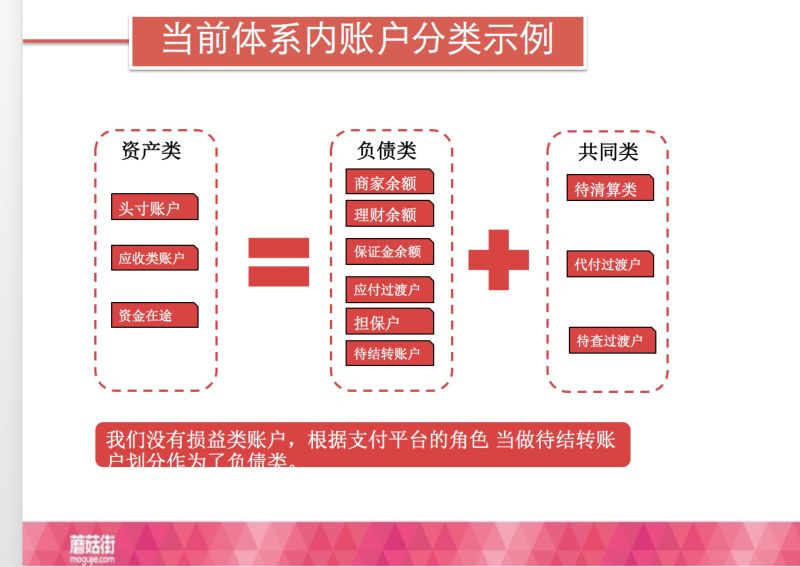 当前体系内账户分类示例
资产类
头寸账户
应收类账户
资金在途
负债类
商家余额
理财余额
保证金余额
应付过渡户
担保户
待结转账户
共同类
待清算类
代付过渡户
待查过渡户
我们没有损益类账户，根据支付平台的角色 当做待结转账
户划分作为了负债类。
蘑菇街
mogujie.com